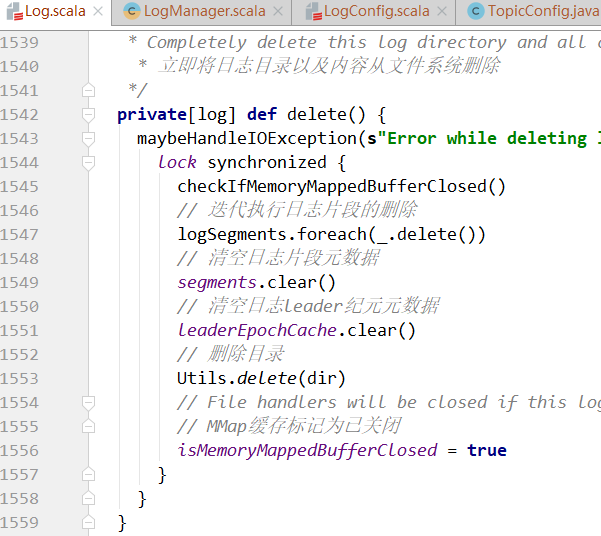 Log.scala × LogManager.scala × LogConfig.scala × TopicConfig.java
1539 * Completely delete this log directory and all
1540 * 立即将日志目录以及内容从文件系统删除
1541 */
1542 private[log] def delete() {
1543 maybeHandleIOException(s"Error while deleting
1544 lock synchronized {
1545 checkIfMemoryMappedBufferClosed()
1546 // 迭代执行日志片段的删除
1547 logSegments.foreach(_.delete())
1548 // 清空日志片段元数据
1549 segments.clear()
1550 // 清空日志leader纪元元数据
1551 leaderEpochCache.clear()
1552 // 删除目录
1553 Utils.delete(dir)
1554 // File handlers will be closed if this log
1555 // MMap缓存标记为已关闭
1556 isMemoryMappedBufferClosed = true
1557 }
1558 }
1559 }